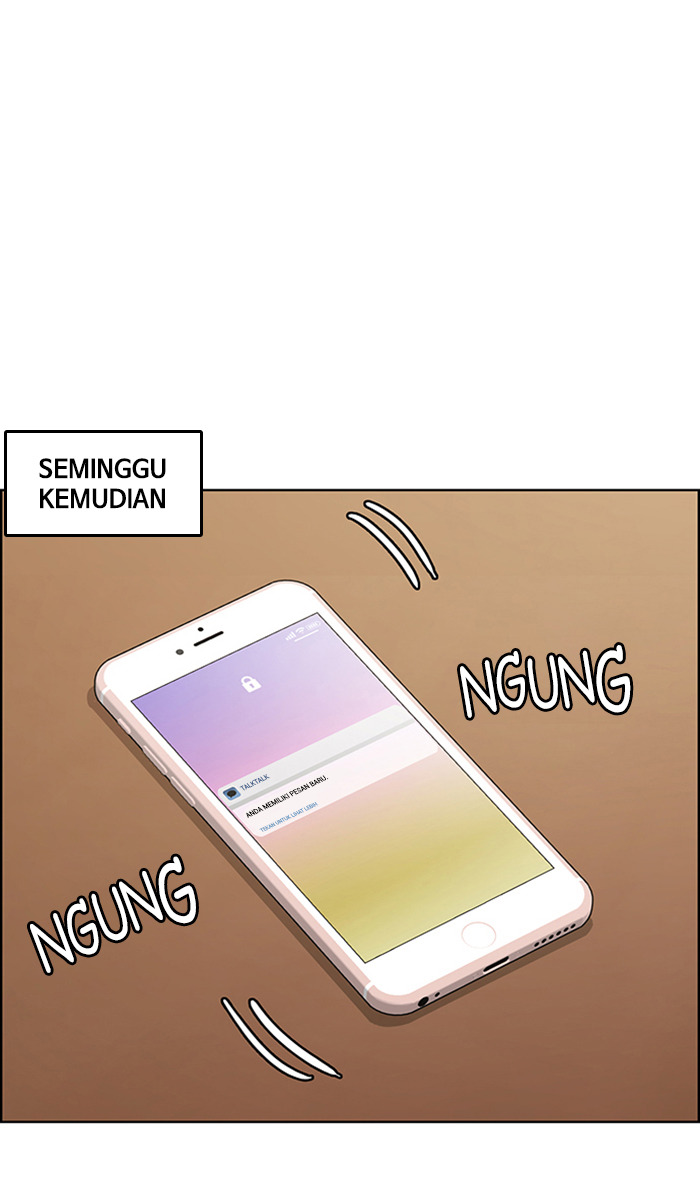 SEMINGGU
KEMUDIAN
NGUNG
TALKTALK
ANDA MEMILIKI PESAN BARU.
TEKAN UNTUK LIHAT LEBIH
NGUNG